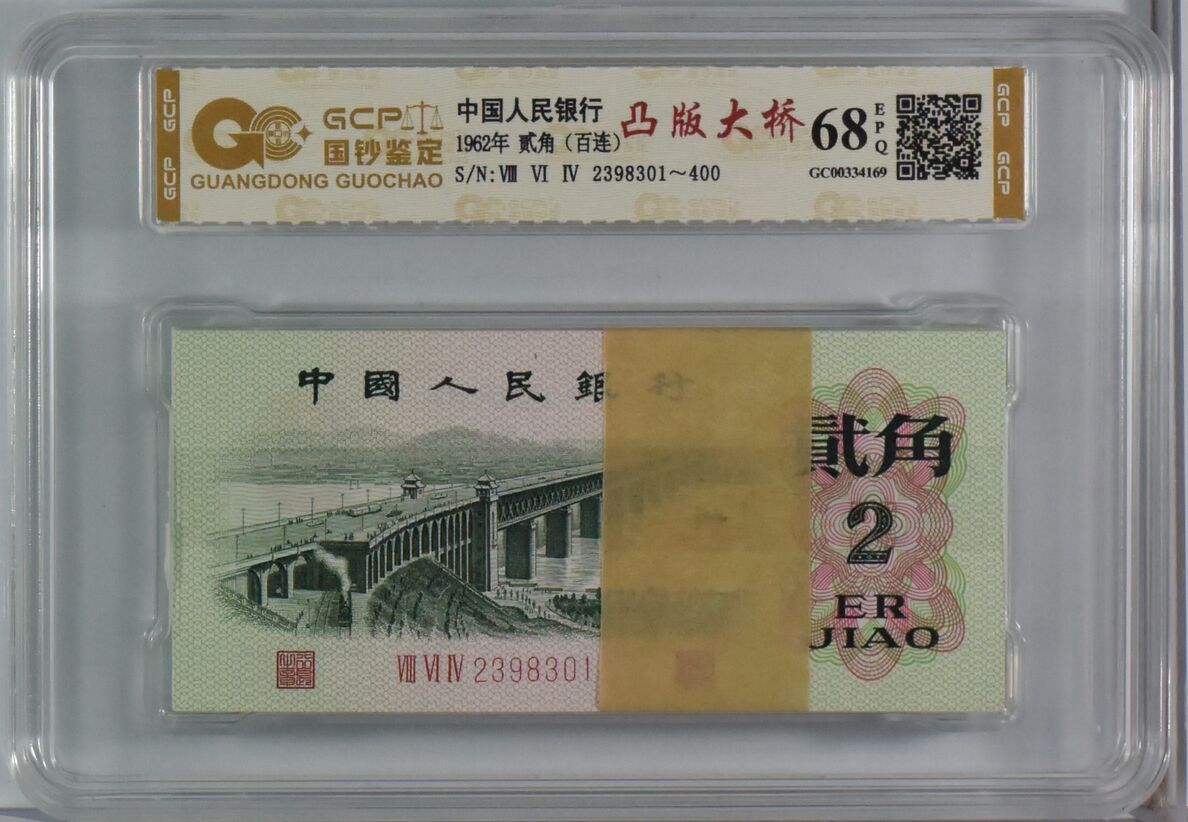 GCP
国钞鉴定
GUANGDONG GUOCHAO
中国人民银行
1962年 贰角（百连）
S/N:Ⅷ Ⅵ Ⅳ 2398301～400
凸版大桥
68
EPQ
GC00334169
GCP
GCP
GCP
GCP
中國人民銀行
貳角
2
ER
JIAO
Ⅷ Ⅵ Ⅳ 2398301